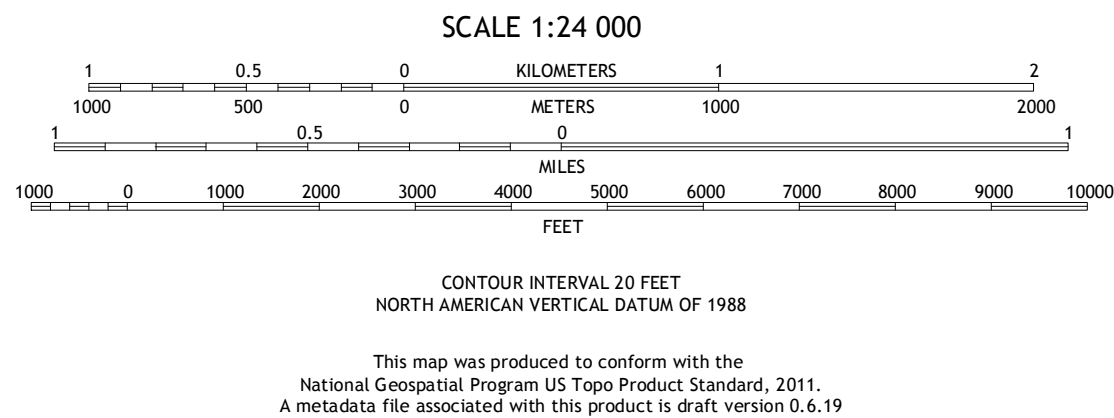 SCALE 1:24 000
1 0.5 0 KILOMETERS 1 2
1000 500 0 METERS 1000 2000
1 0.5 0 1
MILES
1000 0 1000 2000 3000 4000 5000 6000 7000 8000 9000 10000
FEET
CONTOUR INTERVAL 20 FEET
NORTH AMERICAN VERTICAL DATUM OF 1988
This map was produced to conform with the
National Geospatial Program US Topo Product Standard, 2011.
A metadata file associated with this product is draft version 0.6.19